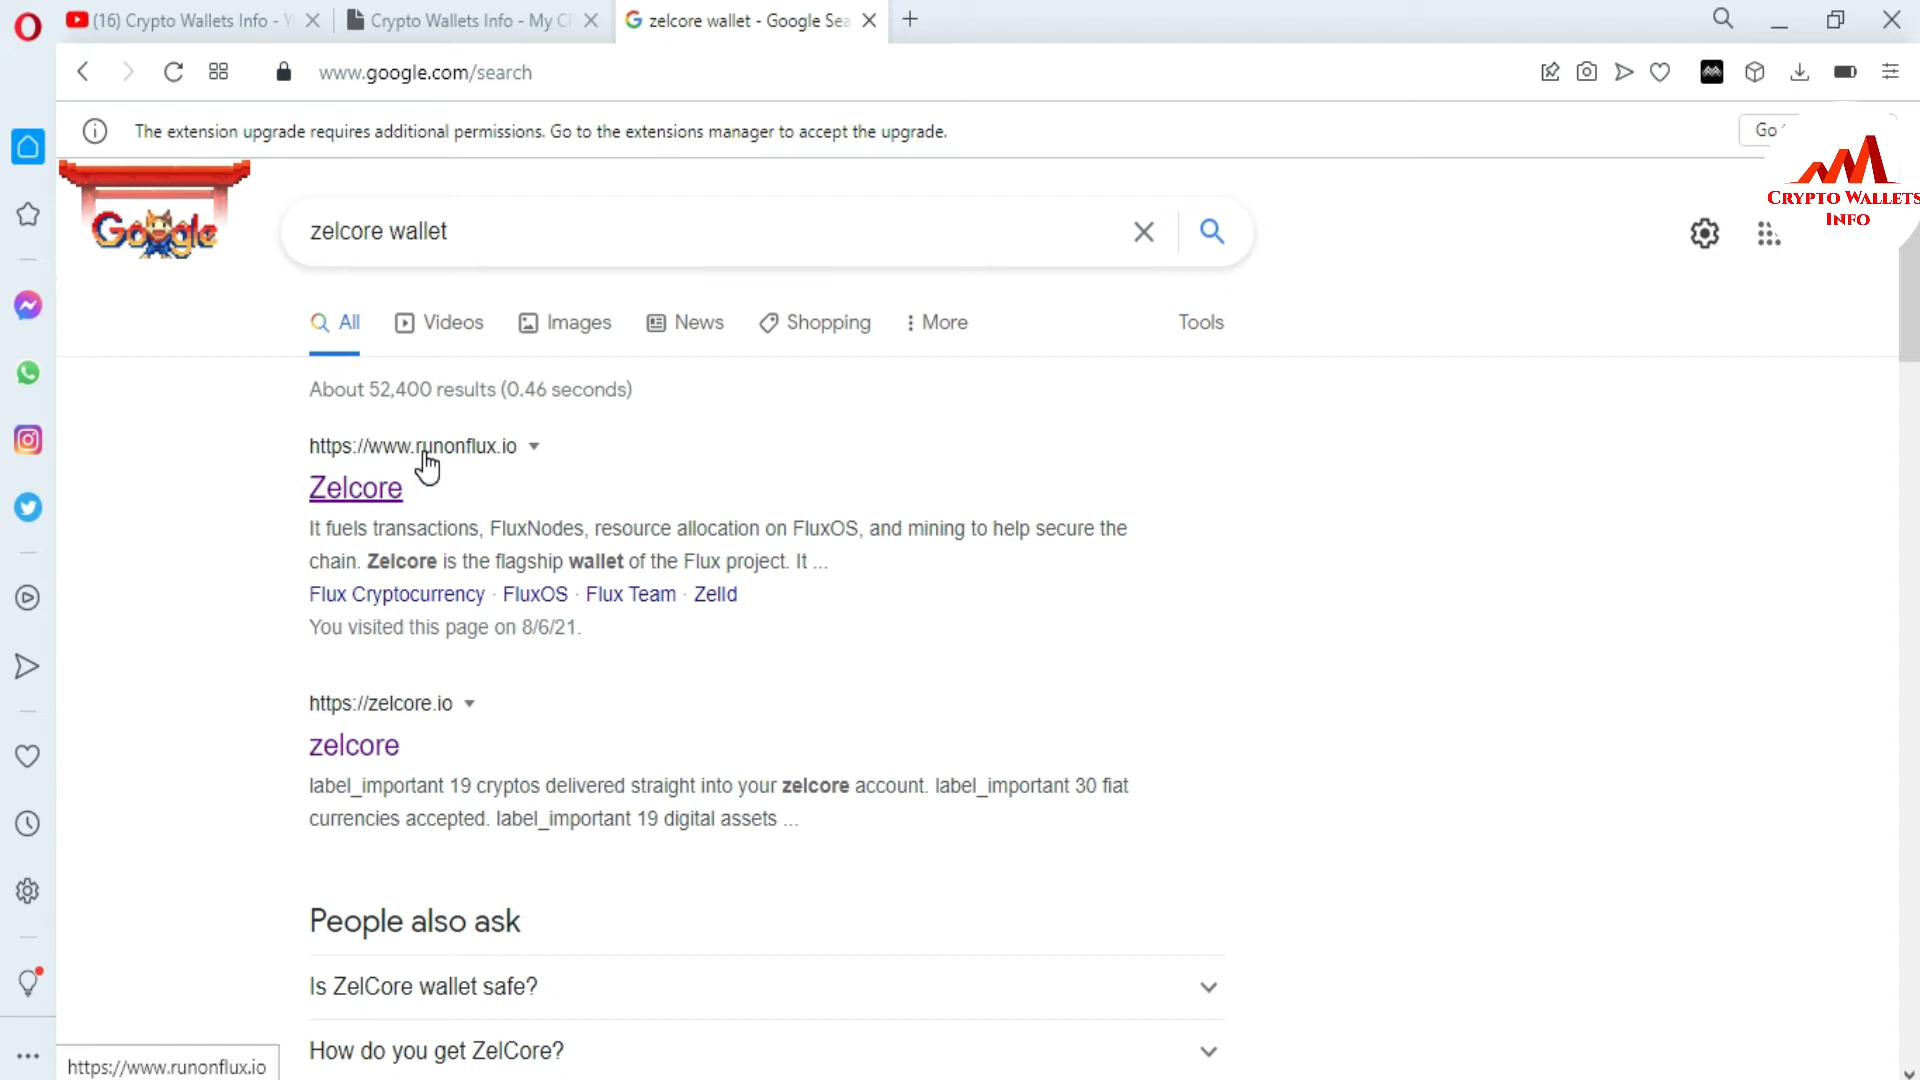 (16) Crypto Wallets Info - Y
Crypto Wallets Info - My C
zelcore wallet - Google Sea
www.google.com/search
The extension upgrade requires additional permissions. Go to the extensions manager to accept the upgrade.
Go
CRYPTO WALLETS
INFO
Google
zelcore wallet
All
Videos
Images
News
Shopping
More
Tools
About 52,400 results (0.46 seconds)
https://www.runonflux.io
Zelcore
It fuels transactions, FluxNodes, resource allocation on FluxOS, and mining to help secure the
chain. Zelcore is the flagship wallet of the Flux project. It ...
Flux Cryptocurrency · FluxOS · Flux Team · ZelId
You visited this page on 8/6/21.
https://zelcore.io
zelcore
label_important 19 cryptos delivered straight into your zelcore account. label_important 30 fiat
currencies accepted. label_important 19 digital assets ...
People also ask
Is ZelCore wallet safe?
How do you get ZelCore?
https://www.runonflux.io